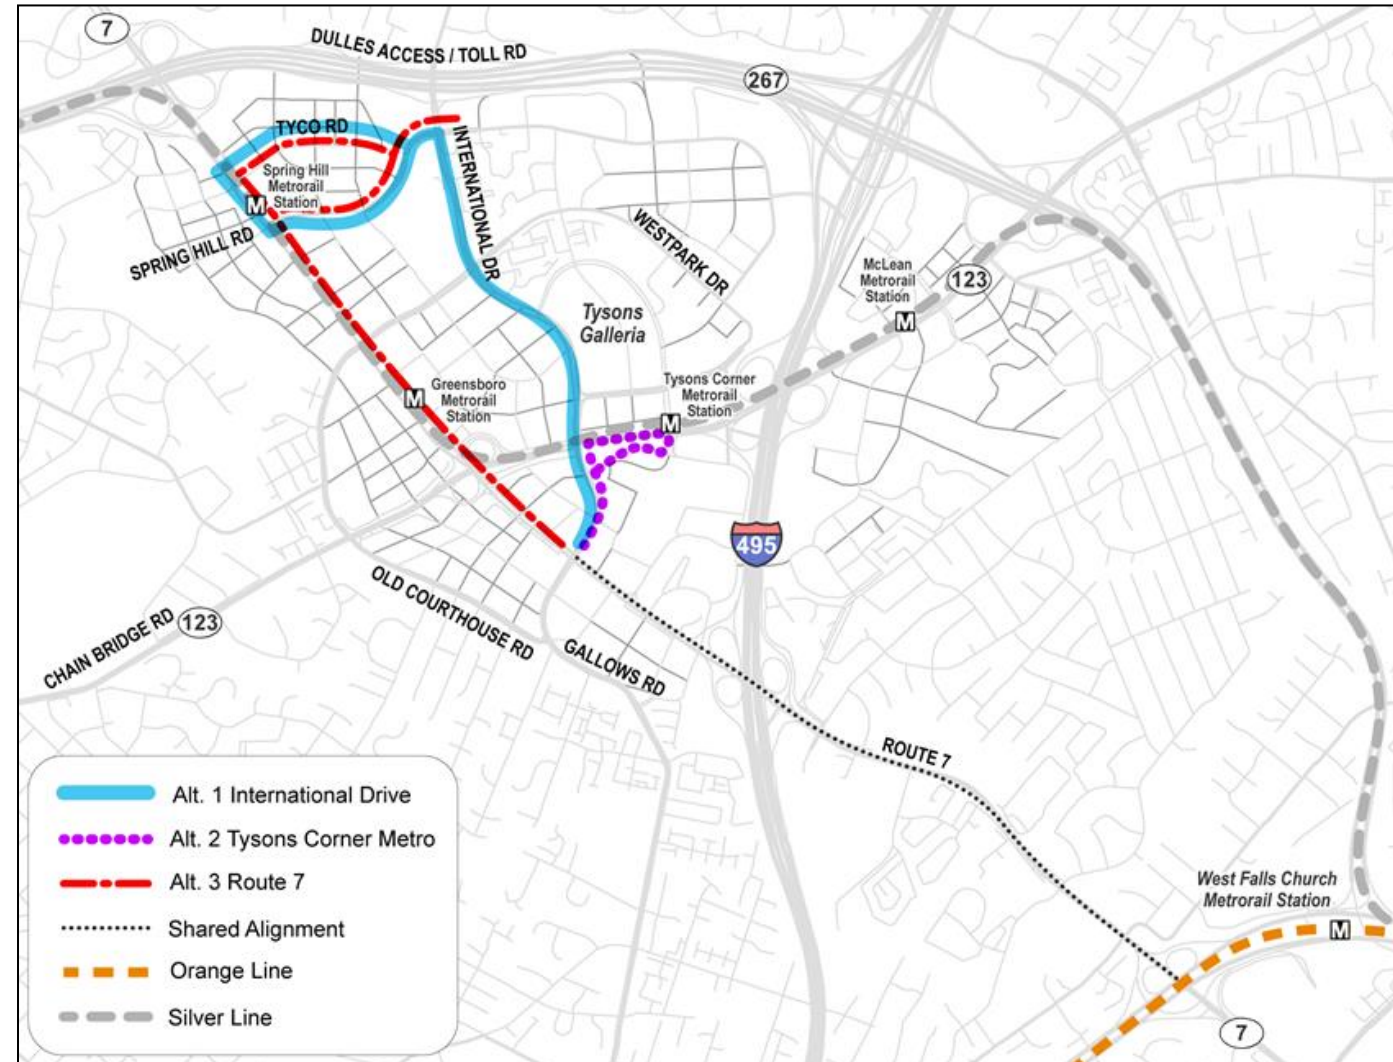 7
DULLES ACCESS / TOLL RD
267
TYCO RD
INTERNATIONAL DR
Spring Hill
Metrorail
Station
M
SPRING HILL RD
WESTPARK DR
McLean
Metrorail
Station
M
123
Tysons
Galleria
Greensboro
Metrorail
Station
M
Tysons Corner
Metrorail
Station
M
495
OLD COURTHOUSE RD
CHAIN BRIDGE RD
123
GALLOWS RD
ROUTE 7
West Falls Church
Metrorail Station
M
7
Alt. 1 International Drive
Alt. 2 Tysons Corner Metro
Alt. 3 Route 7
Shared Alignment
Orange Line
Silver Line